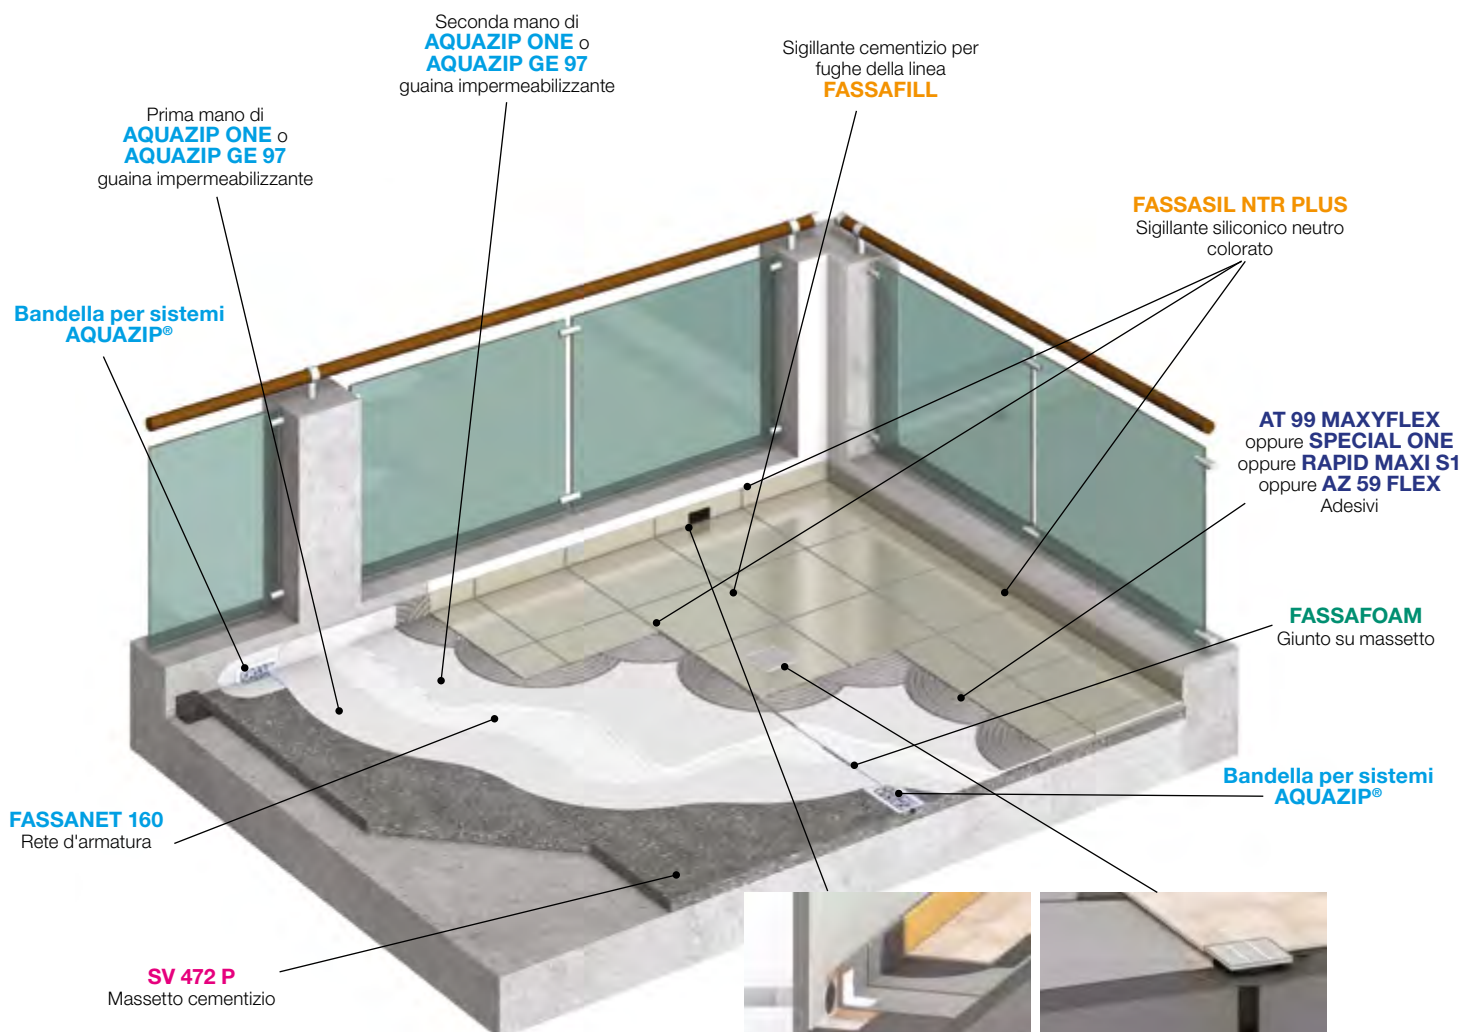 Seconda mano di
AQUAZIP ONE o
AQUAZIP GE 97
guaina impermeabilizzante
Sigillante cementizio per
fughe della linea
FASSAFILL
Prima mano di
AQUAZIP ONE o
AQUAZIP GE 97
guaina impermeabilizzante
FASSASIL NTR PLUS
Sigillante siliconico neutro
colorato
Bandella per sistemi
AQUAZIP®
AT 99 MAXYFLEX
oppure SPECIAL ONE
oppure RAPID MAXI S1
oppure AZ 59 FLEX
Adesivi
FASSAFOAM
Giunto su massetto
Bandella per sistemi
AQUAZIP®
FASSANET 160
Rete d'armatura
SV 472 P
Massetto cementizio